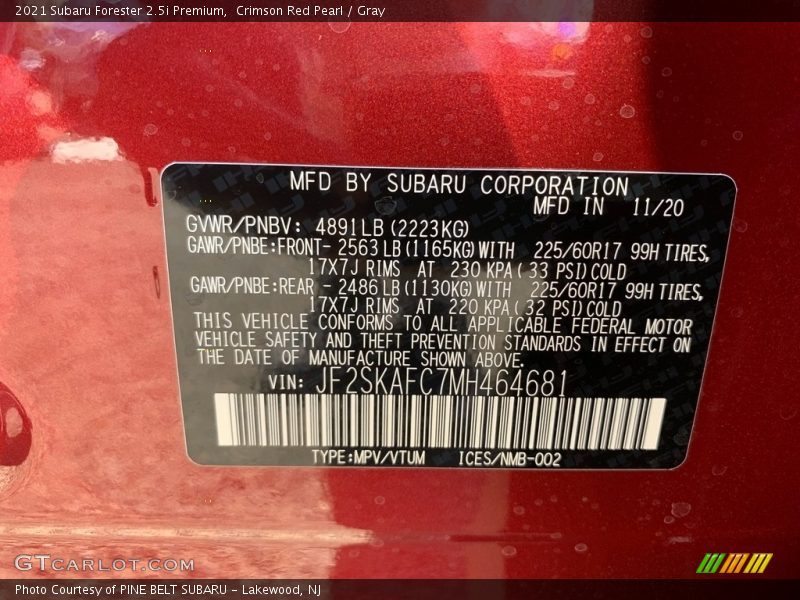 2021 Subaru Forester 2.5i Premium,  Crimson Red Pearl / Gray
MFD BY SUBARU CORPORATION
MFD IN 11/20
GVWR/PNBV: 4891LB (2223KG)
GAWR/PNBE:FRONT- 2563 LB (1165KG) WITH 225/60R17 99H TIRES,
17X7J RIMS AT 230 KPA ( 33 PSI) COLD
GAWR/PNBE:REAR - 2486 LB (1130KG) WITH 225/60R17 99H TIRES,
17X7J RIMS AT 220 KPA ( 32 PSI) COLD
THIS VEHICLE CONFORMS TO ALL APPLICABLE FEDERAL MOTOR
VEHICLE SAFETY AND THEFT PREVENTION STANDARDS IN EFFECT ON
THE DATE OF MANUFACTURE SHOWN ABOVE.
VIN: JF2SKAFC7MH464681
TYPE:MPV/VTUM ICES/NMB-002
GTCARLOT.COM
Photo Courtesy of PINE BELT SUBARU - Lakewood, NJ